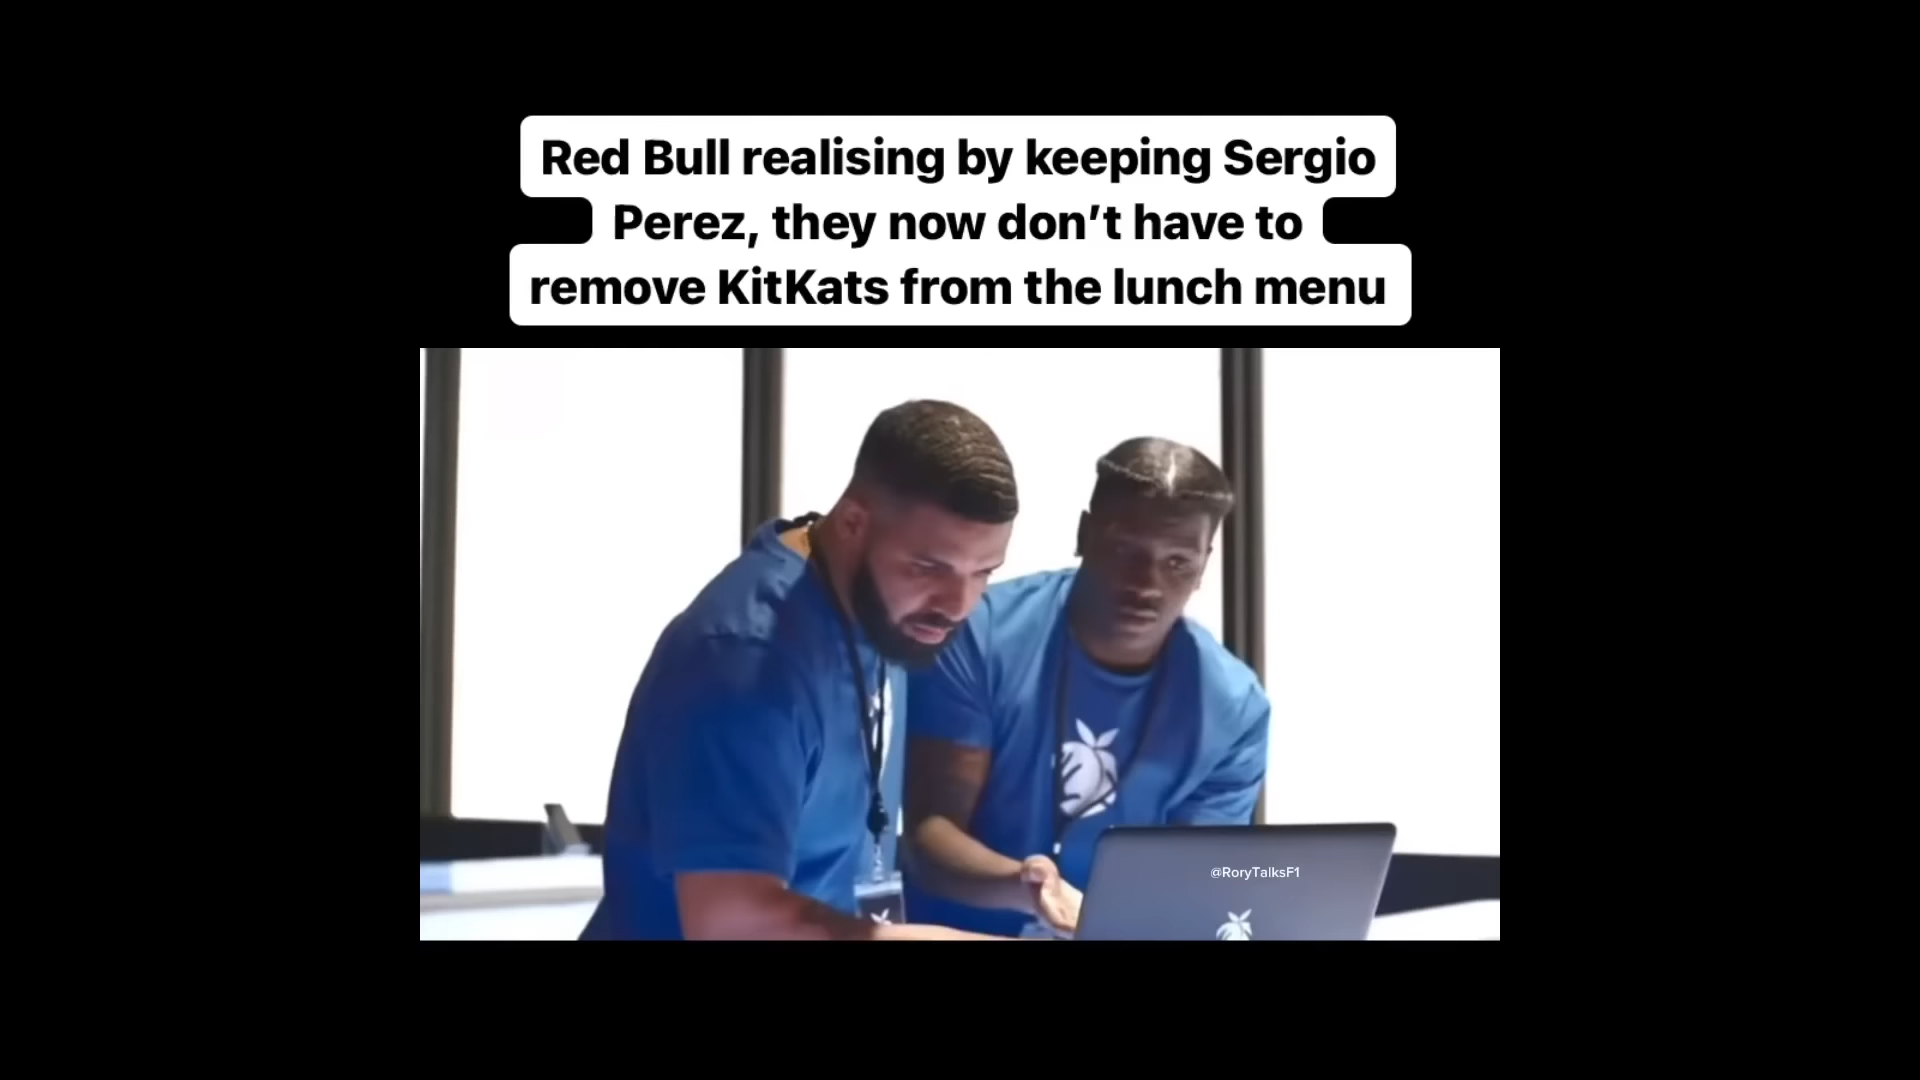 Red Bull realising by keeping Sergio
Perez, they now don’t have to
remove KitKats from the lunch menu
@RoryTalksF1